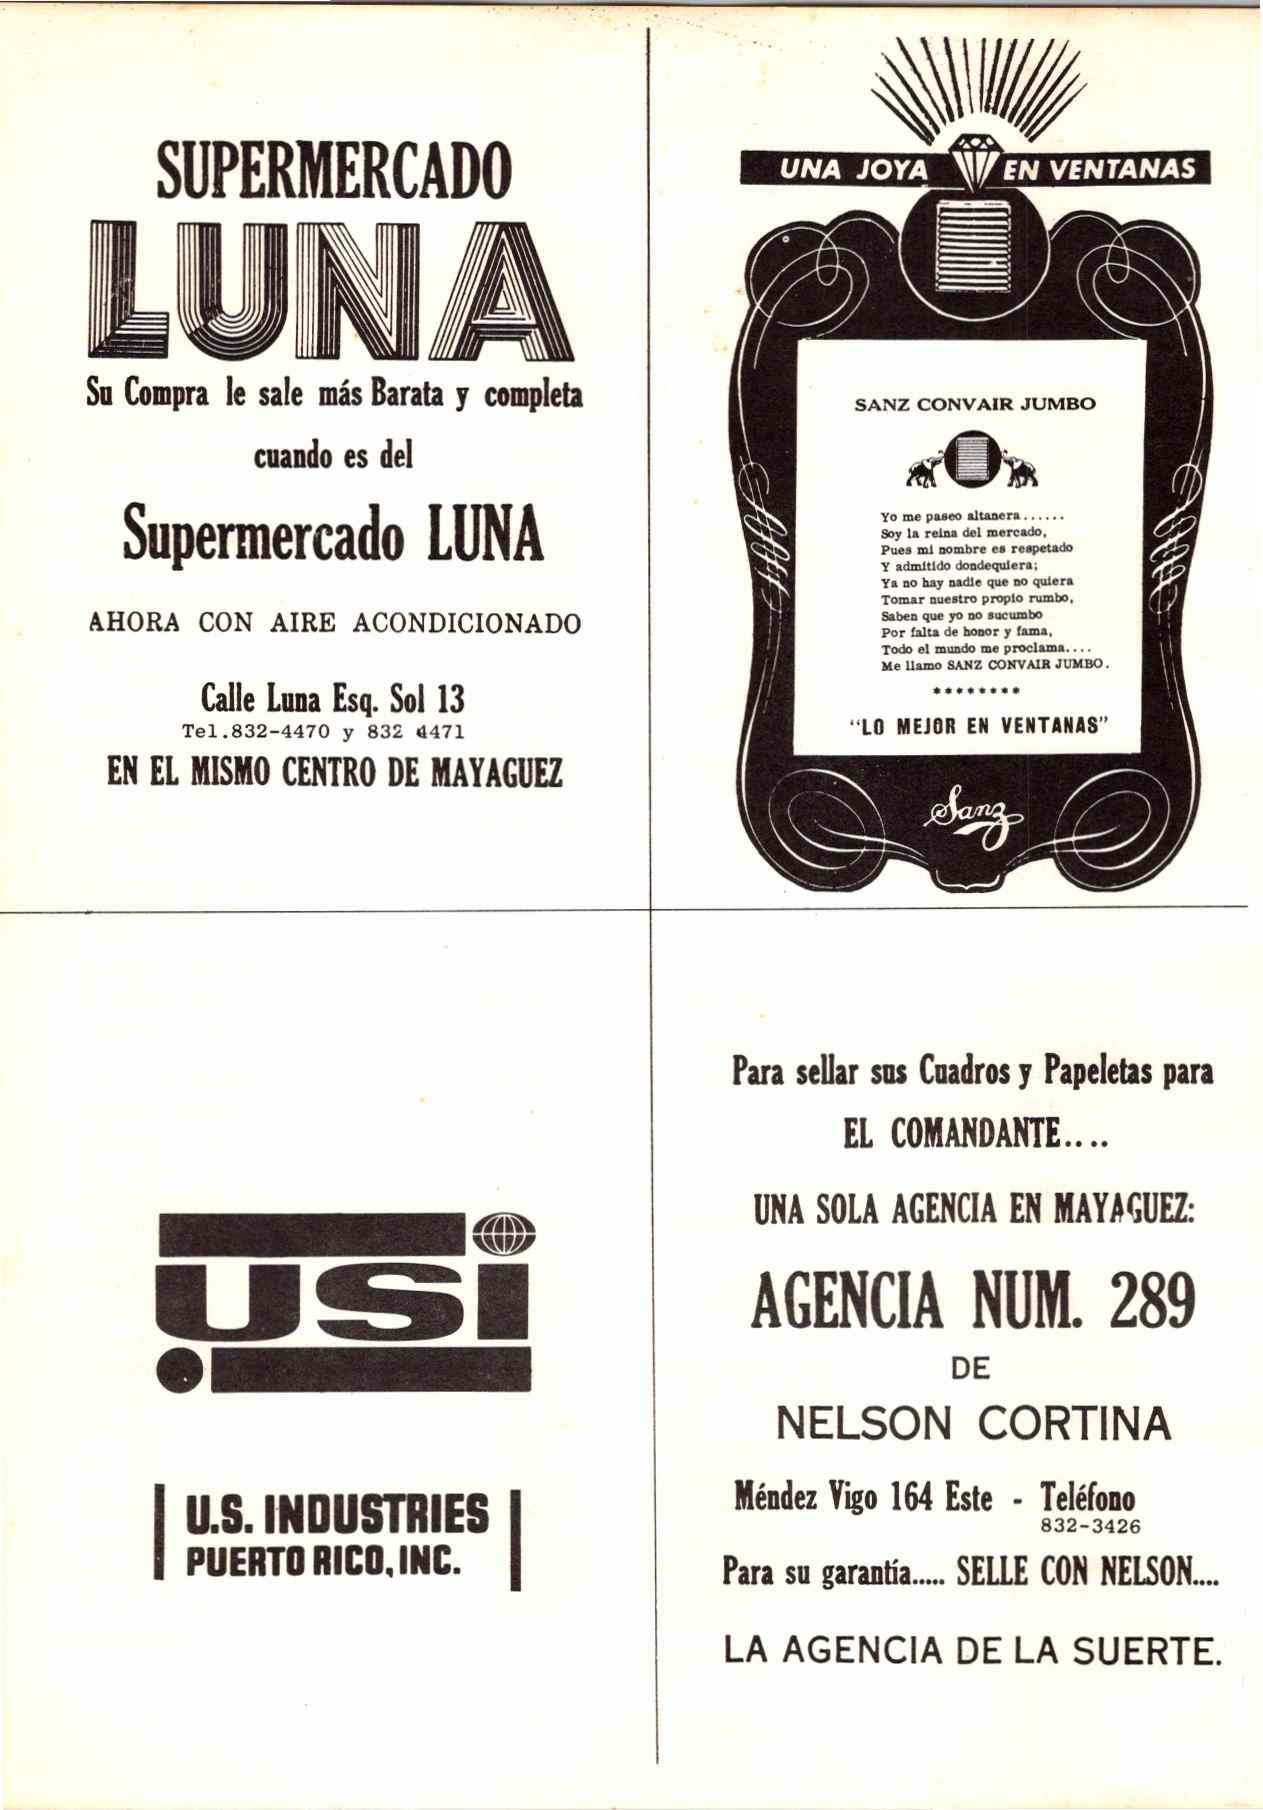 SUPERMERCADO
LUNA
Su Compra le sale más Barata y completa
cuando es del
Supermercado LUNA
AHORA CON AIRE ACONDICIONADO
Calle Luna Esq. Sol 13
Tel.832-4470 y 832 4471
EN EL MISMO CENTRO DE MAYAGUEZ
UNA JOYA EN VENTANAS
SANZ CONVAIR JUMBO
Yo me paseo altanera......
Soy la reina del mercado,
Pues mi nombre es respetado
Y admitido dondequiera;
Ya no hay nadie que no quiera
Tomar nuestro propio rumbo,
Saben que yo no sucumbo
Por falta de honor y fama,
Todo el mundo me proclama....
Me llamo SANZ CONVAIR JUMBO.
********
"LO MEJOR EN VENTANAS"
Sanz
usi
U.S. INDUSTRIES
PUERTO RICO, INC.
Para sellar sus Cuadros y Papeletas para
EL COMANDANTE....
UNA SOLA AGENCIA EN MAYAGUEZ:
AGENCIA NUM. 289
DE
NELSON CORTINA
Méndez Vigo 164 Este - Teléfono
832-3426
Para su garantía..... SELLE CON NELSON....
LA AGENCIA DE LA SUERTE.